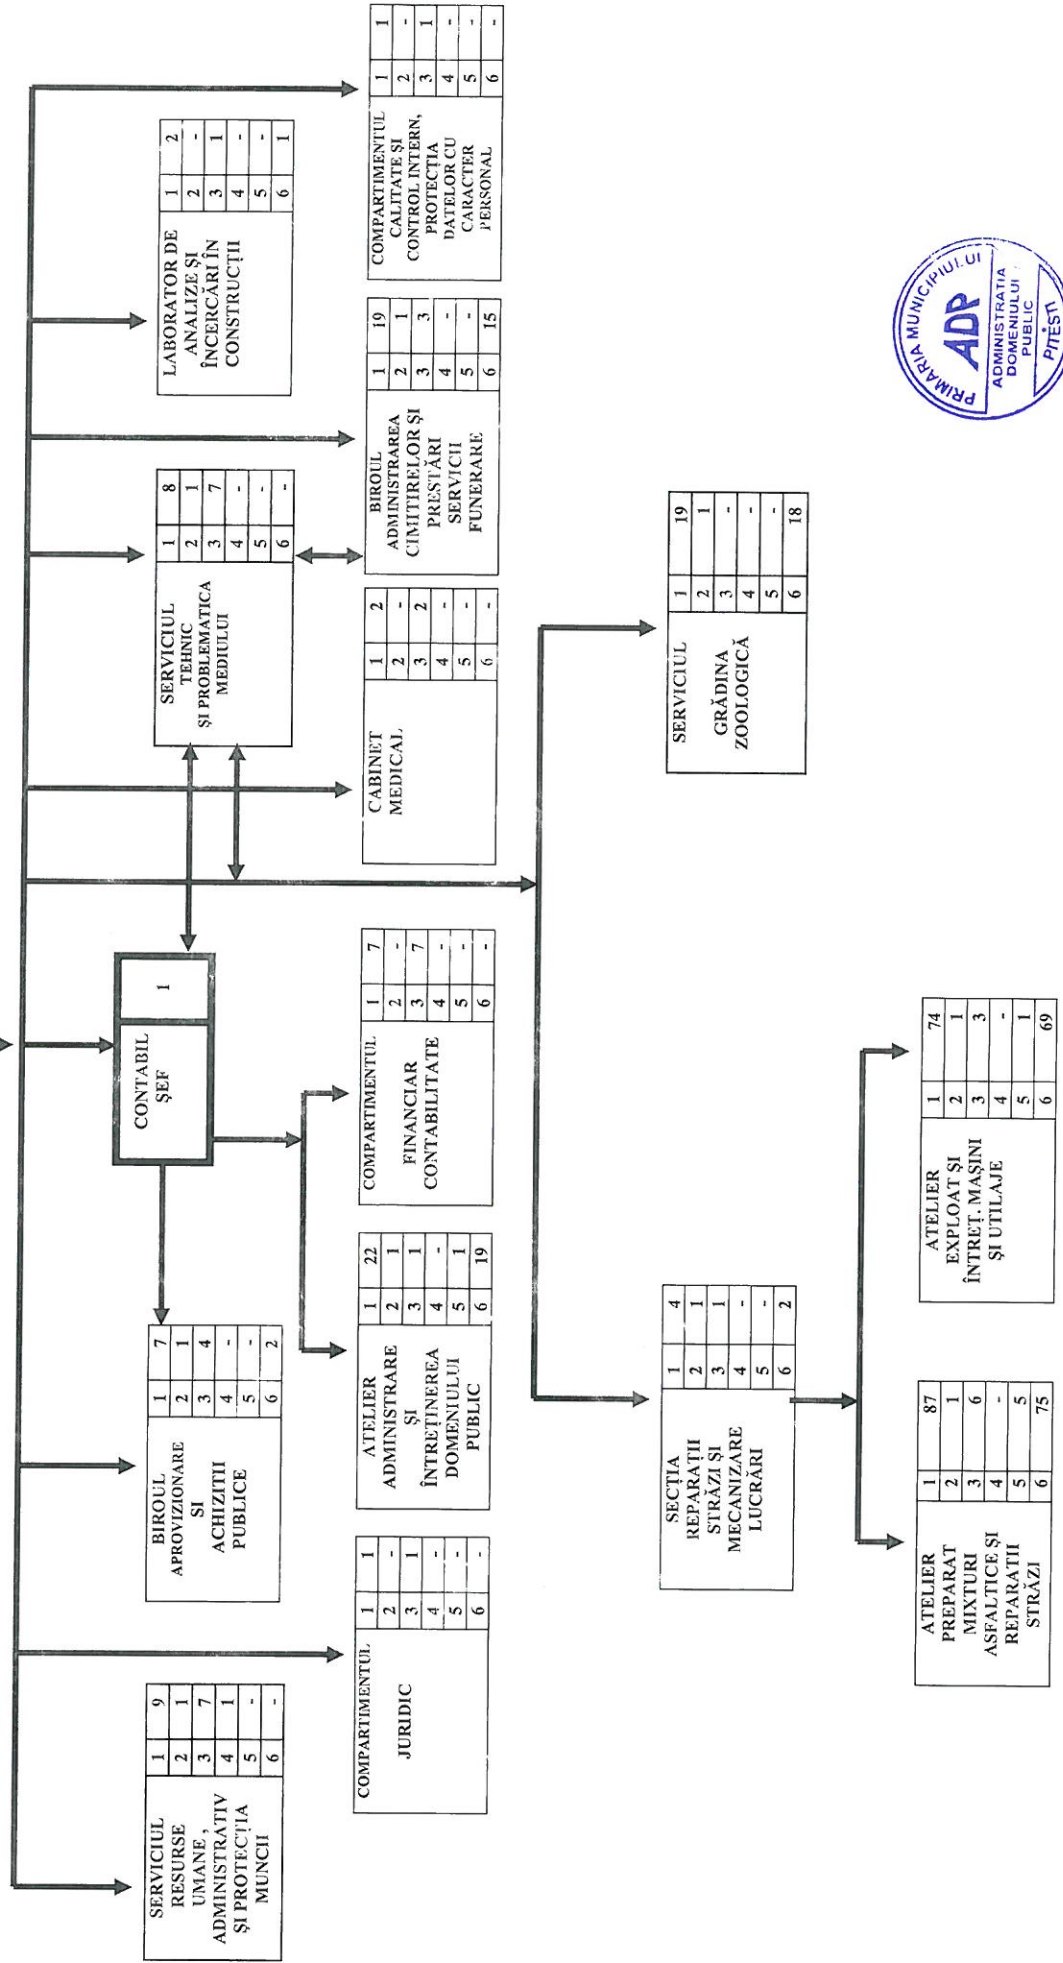 SERVICIUL
RESURSE
UMANE ,
ADMINISTRATIV
ȘI PROTECȚIA
MUNCII
1 9
2 1
3 7
4 1
5 -
6 -
BIROUL
APROVIZIONARE
SI
ACHIZITII
PUBLICE
1 7
2 1
3 4
4 -
5 -
6 2
CONTABIL
ȘEF
1
SERVICIUL
TEHNIC
ȘI PROBLEMATICA
MEDIULUI
1 8
2 1
3 7
4 -
5 -
6 -
LABORATOR DE
ANALIZE ȘI
ÎNCERCĂRI ÎN
CONSTRUCȚII
1 2
2 -
3 1
4 -
5 -
6 1
COMPARTIMENTUL
JURIDIC
1 1
2 -
3 1
4 -
5 -
6 -
ATELIER
ADMINISTRARE
ȘI
ÎNTREȚINEREA
DOMENIULUI
PUBLIC
1 22
2 1
3 1
4 -
5 1
6 19
COMPARTIMENTUL
FINANCIAR
CONTABILITATE
1 7
2 -
3 7
4 -
5 -
6 -
CABINET
MEDICAL
1 2
2 -
3 2
4 -
5 -
6 -
BIROUL
ADMINISTRAREA
CIMITIRELOR ȘI
PRESTĂRI
SERVICII
FUNERARE
1 19
2 1
3 3
4 -
5 -
6 15
COMPARTIMENTUL
CALITATE ȘI
CONTROL INTERN,
PROTECȚIA
DATELOR CU
CARACTER
PERSONAL
1 1
2 -
3 1
4 -
5 -
6 -
SECȚIA
REPARAȚII
STRĂZI ȘI
MECANIZARE
LUCRĂRI
1 4
2 1
3 1
4 -
5 -
6 2
SERVICIUL
GRĂDINA
ZOOLOGICĂ
1 19
2 1
3 -
4 -
5 -
6 18
ATELIER
PREPARAT
MIXTURI
ASFALTICE ȘI
REPARATII
STRĂZI
1 87
2 1
3 6
4 -
5 5
6 75
ATELIER
EXPLOAT ȘI
ÎNTREȚ. MAȘINI
ȘI UTILAJE
1 74
2 1
3 3
4 -
5 1
6 69
PRIMARIA MUNICIPIULUI
ADP
ADMINISTRATIA
DOMENIULUI
PUBLIC
PITEȘTI